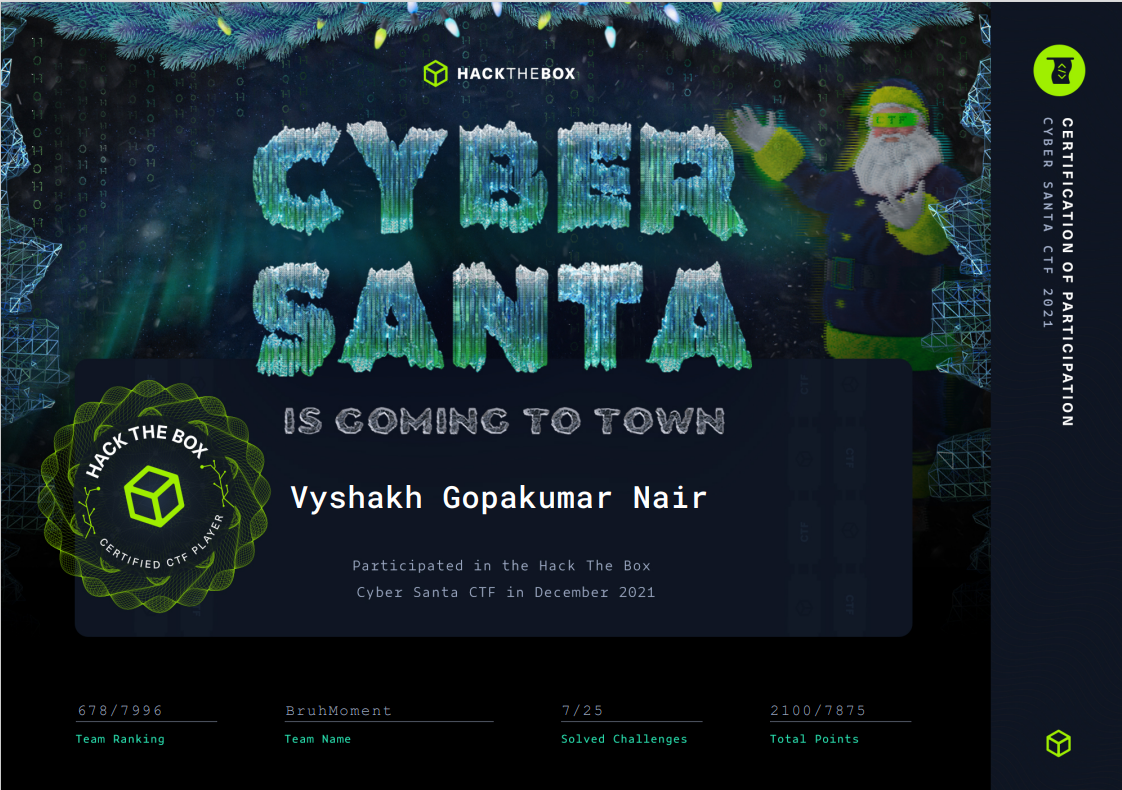 HACKTHEBOX
CYBER
SANTA
IS COMING TO TOWN
CTF
HACK THE BOX
CERTIFIED CTF PLAYER
Vyshakh Gopakumar Nair
Participated in the Hack The Box
Cyber Santa CTF in December 2021
678/7996
Team Ranking
BruhMoment
Team Name
7/25
Solved Challenges
2100/7875
Total Points
CERTIFICATION OF PARTICIPATION
CYBER SANTA CTF 2021